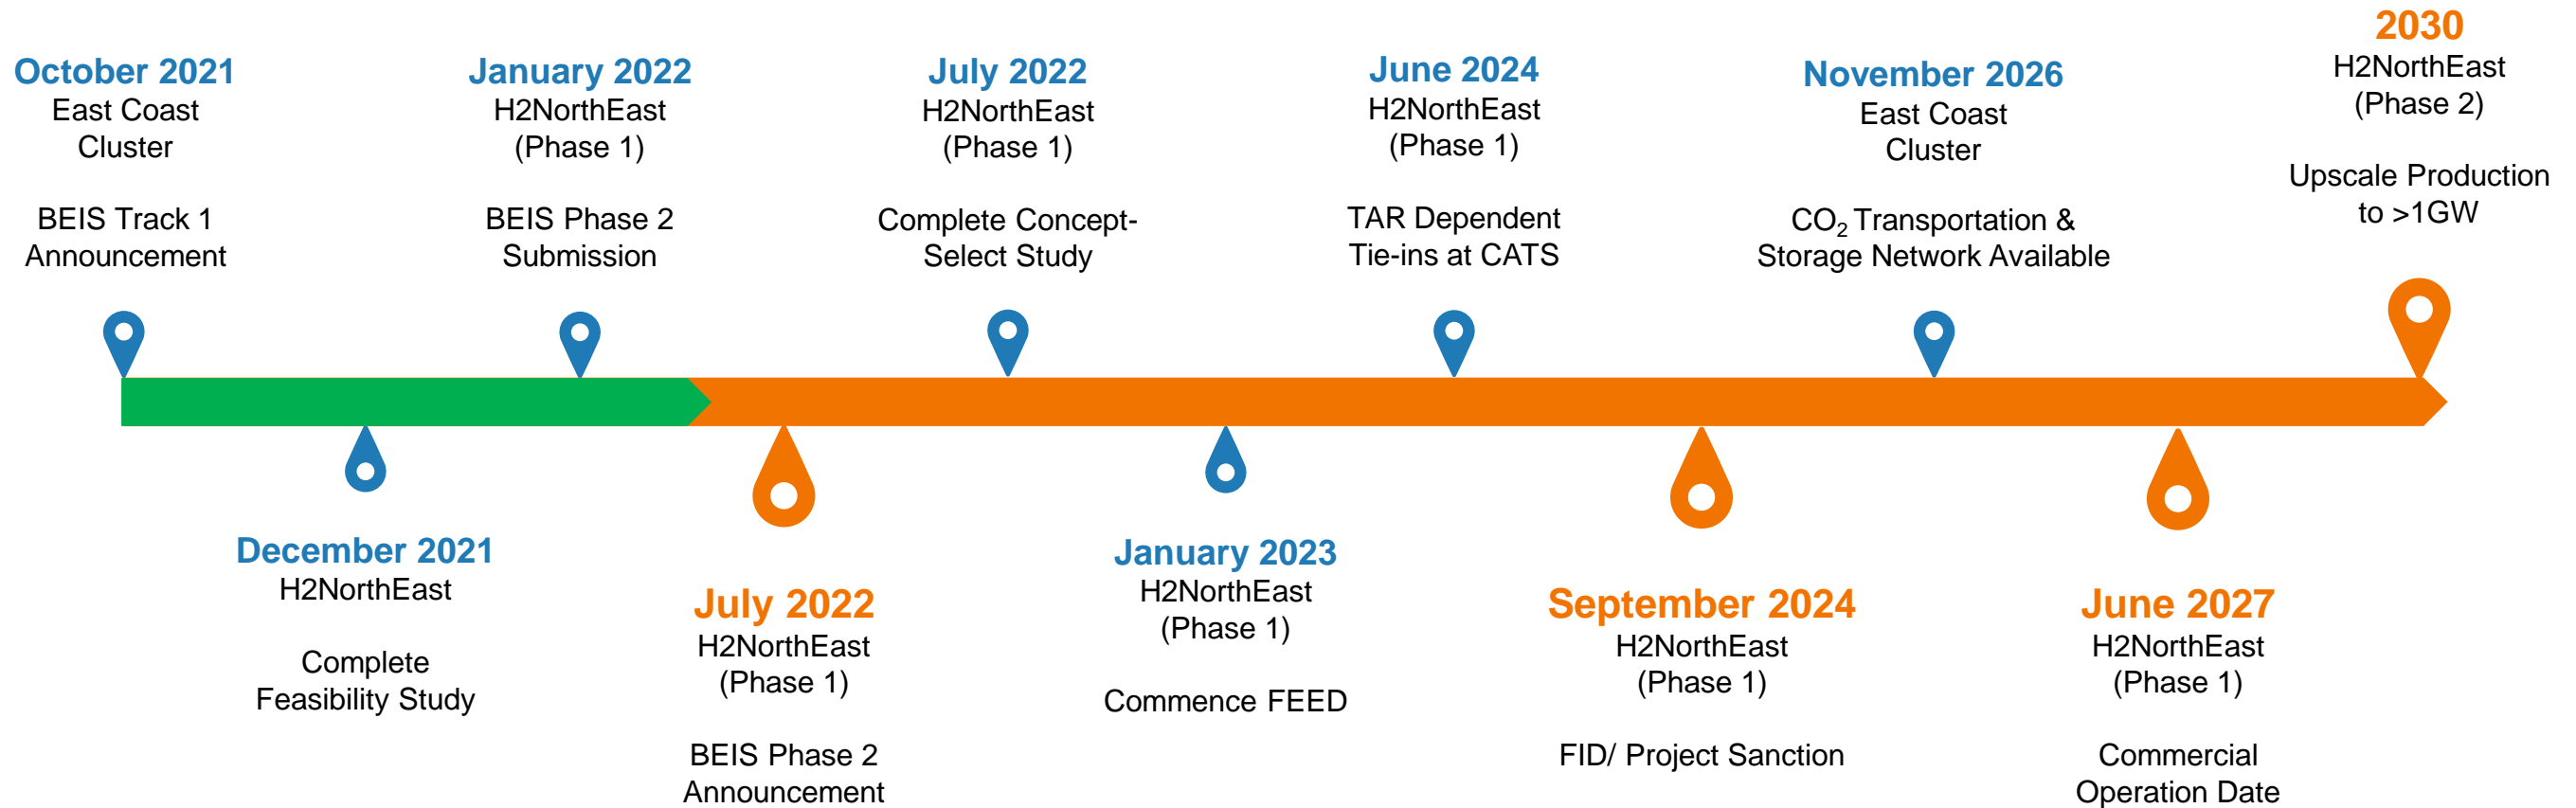 October 2021
East Coast
Cluster
BEIS Track 1
Announcement
December 2021
H2NorthEast
Complete
Feasibility Study
January 2022
H2NorthEast
(Phase 1)
BEIS Phase 2
Submission
July 2022
H2NorthEast
(Phase 1)
BEIS Phase 2
Announcement
July 2022
H2NorthEast
(Phase 1)
Complete Concept-
Select Study
January 2023
H2NorthEast
(Phase 1)
Commence FEED
June 2024
H2NorthEast
(Phase 1)
TAR Dependent
Tie-ins at CATS
September 2024
H2NorthEast
(Phase 1)
FID/ Project Sanction
November 2026
East Coast
Cluster
CO₂ Transportation &
Storage Network Available
June 2027
H2NorthEast
(Phase 1)
Commercial
Operation Date
2030
H2NorthEast
(Phase 2)
Upscale Production
to >1GW